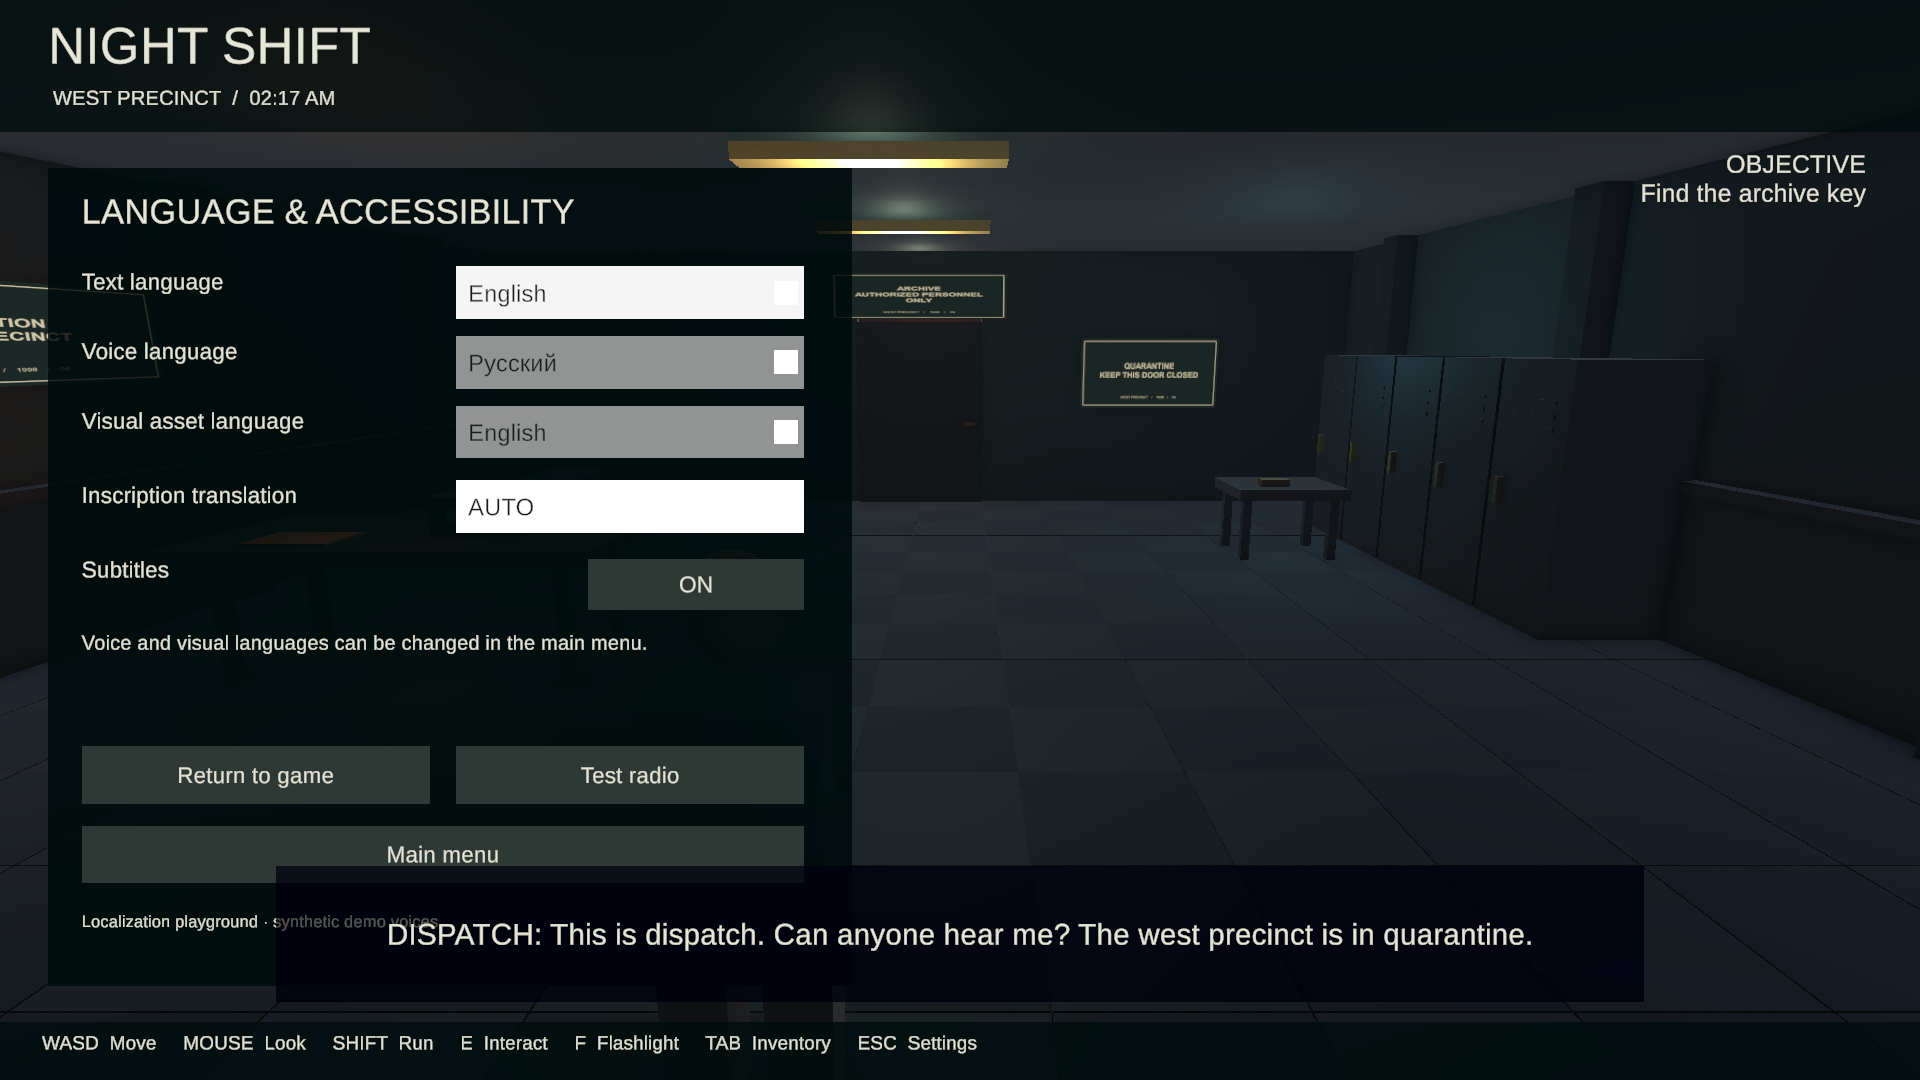 NIGHT SHIFT
WEST PRECINCT / 02:17 AM
OBJECTIVE
Find the archive key
LANGUAGE & ACCESSIBILITY
Text language
English
Voice language
Русский
Visual asset language
English
Inscription translation
AUTO
Subtitles
ON
Voice and visual languages can be changed in the main menu.
Return to game
Test radio
Main menu
Localization playground · synthetic demo voices
TION
ECINCT
/ 1998
ARCHIVE
AUTHORIZED PERSONNEL
ONLY
QUARANTINE
KEEP THIS DOOR CLOSED
DISPATCH: This is dispatch. Can anyone hear me? The west precinct is in quarantine.
WASD Move MOUSE Look SHIFT Run E Interact F Flashlight TAB Inventory ESC Settings